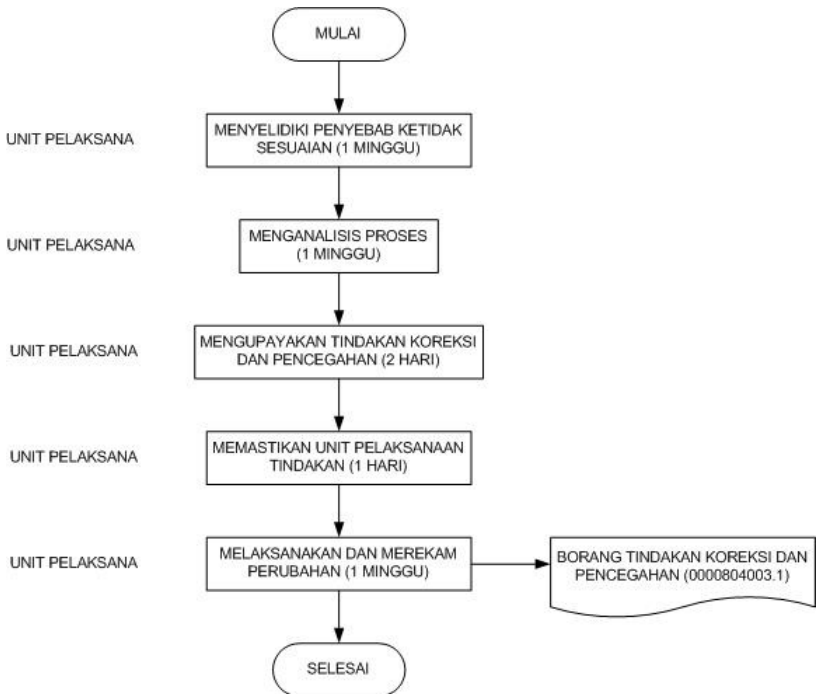 MULAI
UNIT PELAKSANA
MENYELIDIKI PENYEBAB KETIDAK
SESUAIAN (1 MINGGU)
UNIT PELAKSANA
MENGANALISIS PROSES
(1 MINGGU)
UNIT PELAKSANA
MENGUPAYAKAN TINDAKAN KOREKSI
DAN PENCEGAHAN (2 HARI)
UNIT PELAKSANA
MEMASTIKAN UNIT PELAKSANAAN
TINDAKAN (1 HARI)
UNIT PELAKSANA
MELAKSANAKAN DAN MEREKAM
PERUBAHAN (1 MINGGU)
BORANG TINDAKAN KOREKSI DAN
PENCEGAHAN (0000804003.1)
SELESAI